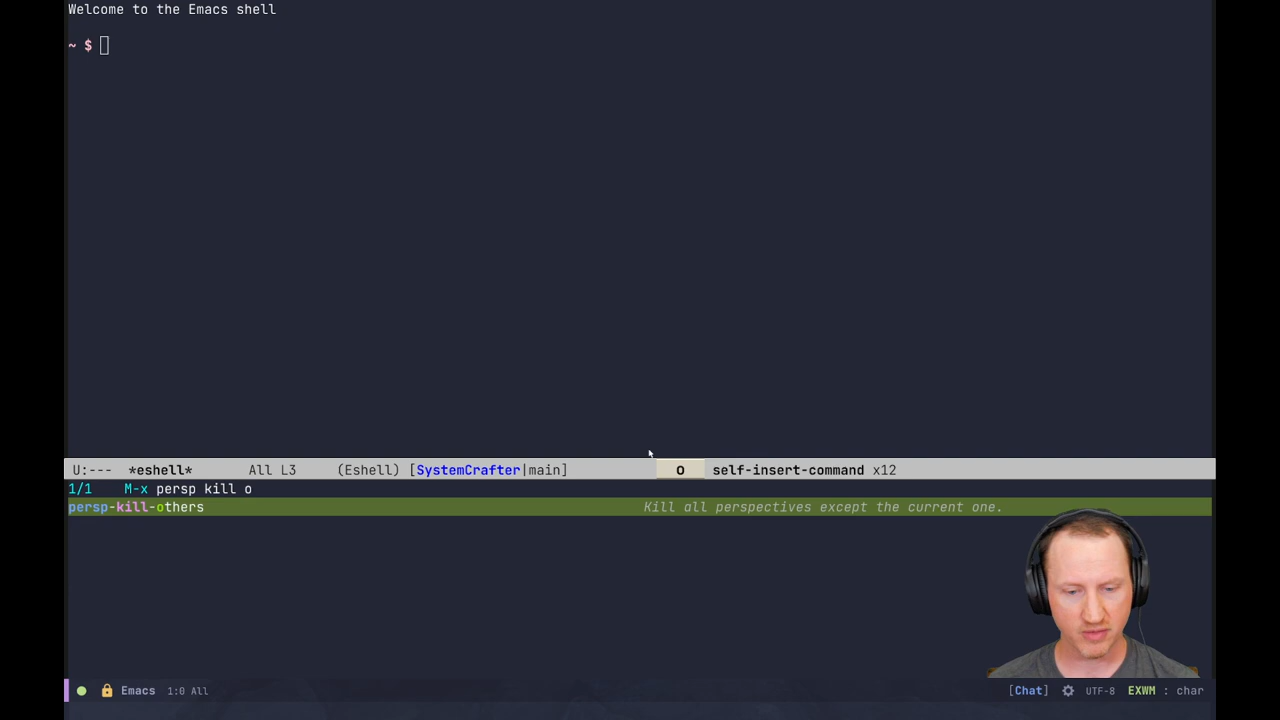 Welcome to the Emacs shell
~ $
U:--- *eshell* All L3 (Eshell) [SystemCrafter|main] o self-insert-command x12
1/1 M-x persp kill o
persp-kill-others Kill all perspectives except the current one.
Emacs 1:0 All [Chat] UTF-8 EXWM : char